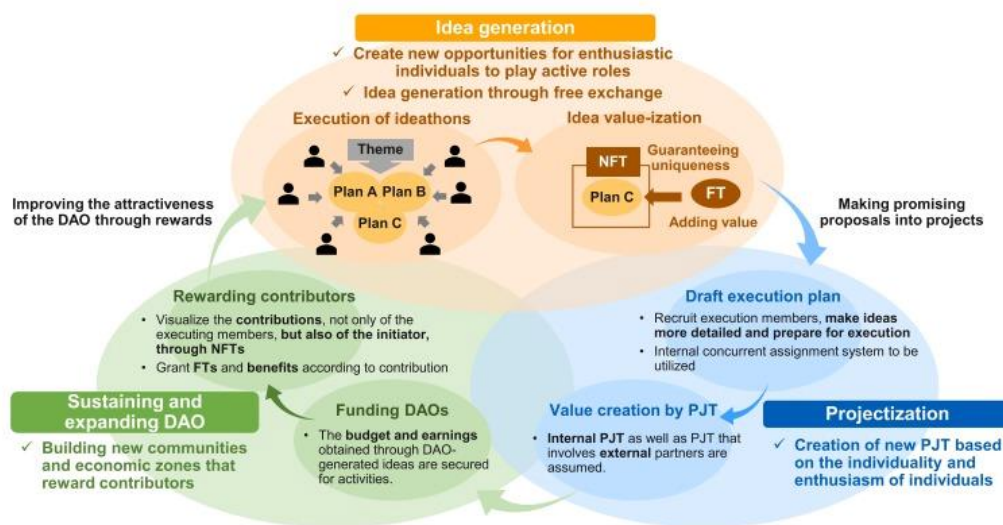 Idea generation
✓ Create new opportunities for enthusiastic
individuals to play active roles
✓ Idea generation through free exchange
Execution of ideathons
Theme
Plan A Plan B
Plan C
Idea value-ization
NFT
Guaranteeing
uniqueness
Plan C
FT
Adding value
Improving the attractiveness
of the DAO through rewards
Making promising
proposals into projects
Rewarding contributors
• Visualize the contributions, not only of the
executing members, but also of the initiator,
through NFTs
• Grant FTs and benefits according to contribution
Draft execution plan
• Recruit execution members, make ideas
more detailed and prepare for execution
• Internal concurrent assignment system to be
utilized
Sustaining and
expanding DAO
✓ Building new communities
and economic zones that
reward contributors
Funding DAOs
• The budget and earnings
obtained through DAO-
generated ideas are secured
for activities.
Value creation by PJT
• Internal PJT as well as PJT that
involves external partners are
assumed.
Projectization
✓ Creation of new PJT based
on the individuality and
enthusiasm of individuals